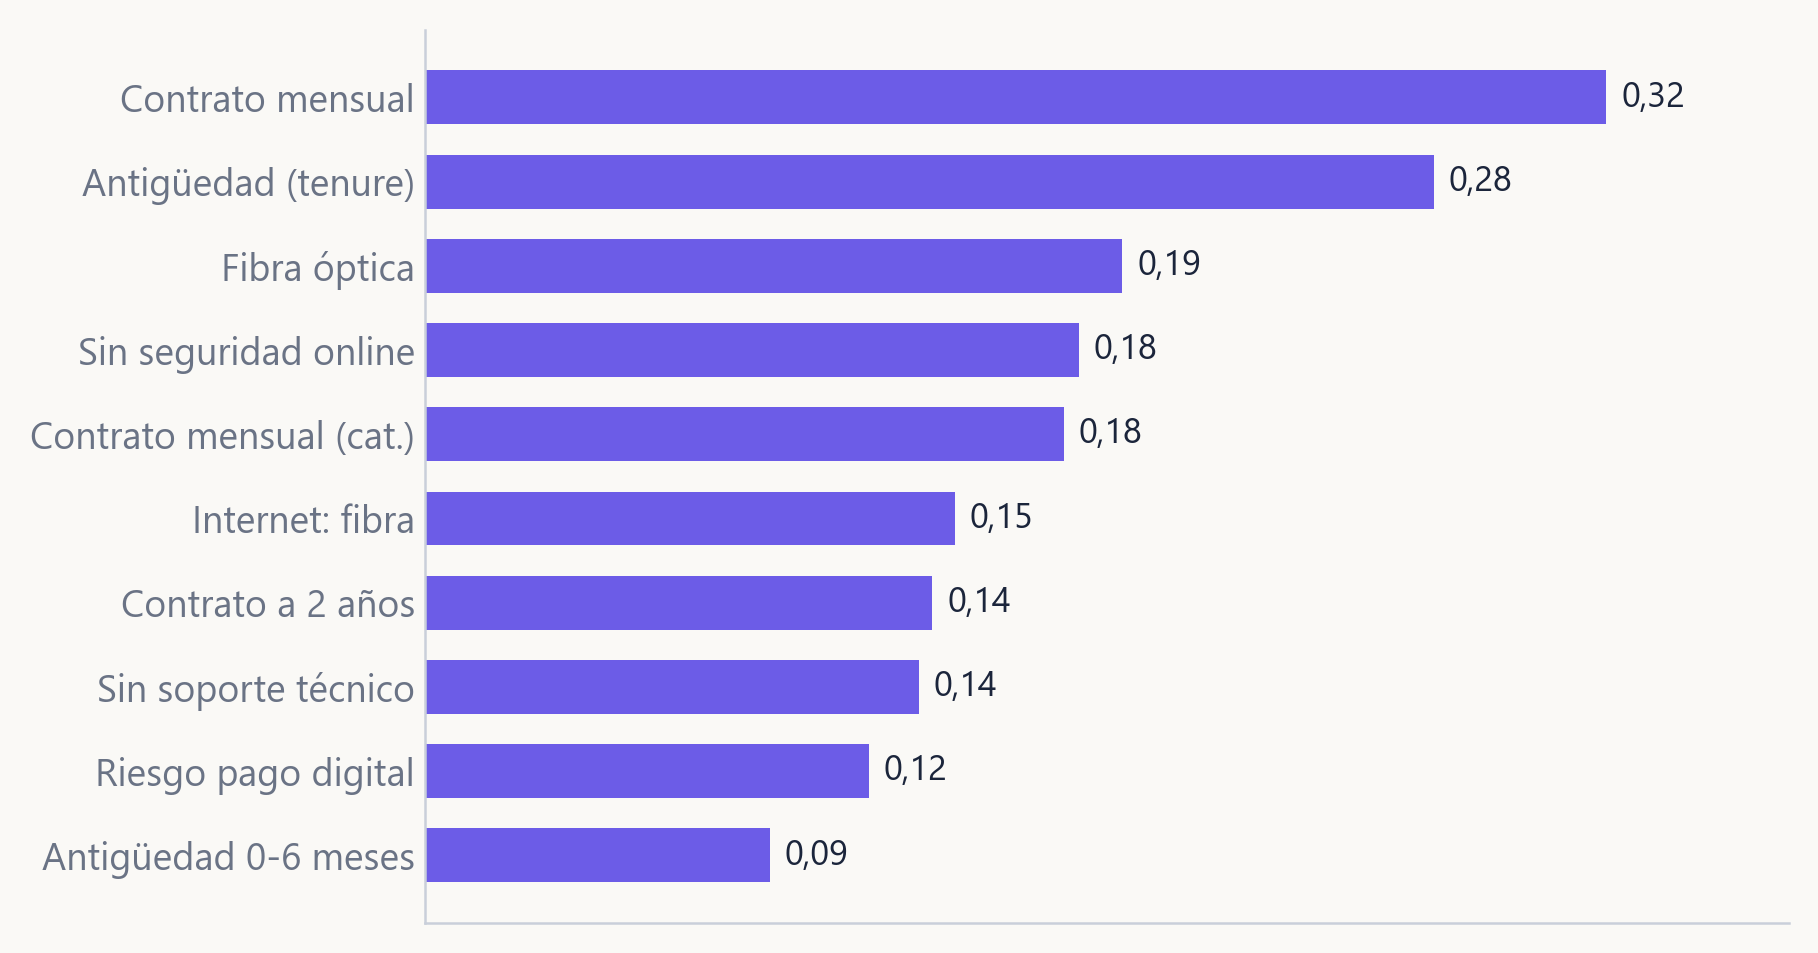 Contrato mensual 0,32
Antigüedad (tenure) 0,28
Fibra óptica 0,19
Sin seguridad online 0,18
Contrato mensual (cat.) 0,18
Internet: fibra 0,15
Contrato a 2 años 0,14
Sin soporte técnico 0,14
Riesgo pago digital 0,12
Antigüedad 0-6 meses 0,09